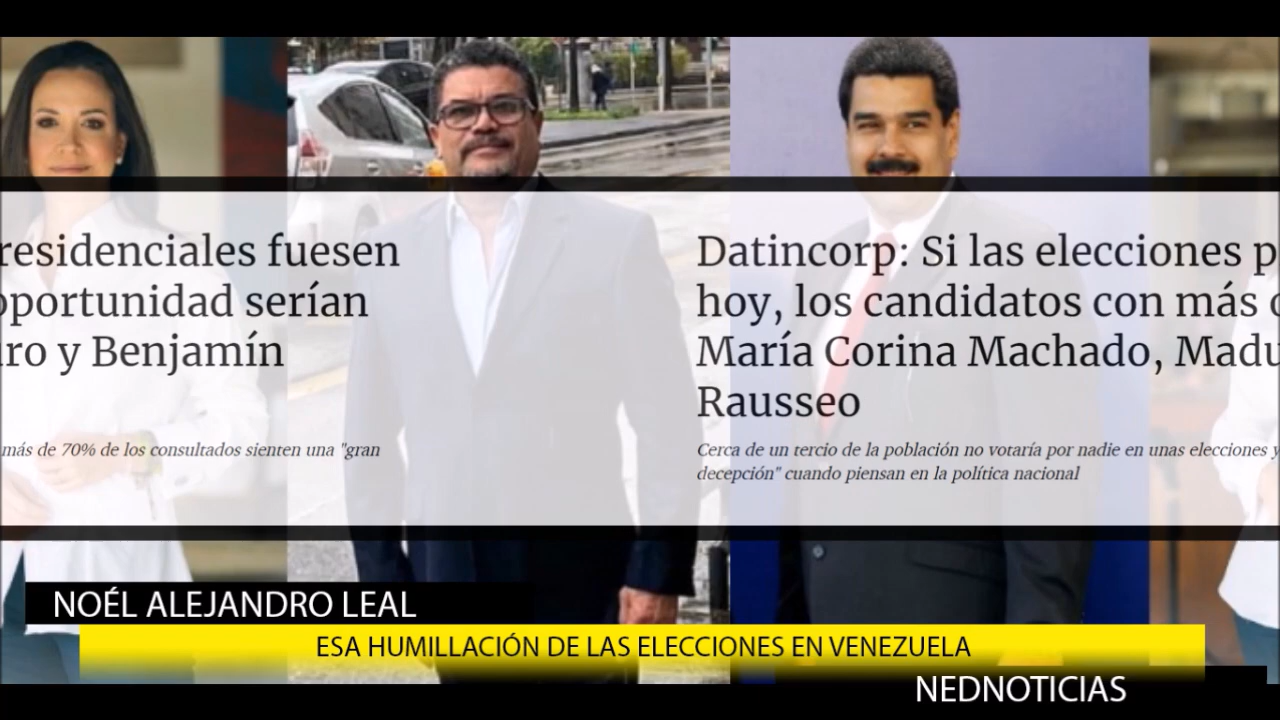 residenciales fuesen
oportunidad serían
uro y Benjamín
más de 70% de los consultados sienten una "gran
Datincorp: Si las elecciones p
hoy, los candidatos con más o
María Corina Machado, Madu
Rausseo
Cerca de un tercio de la población no votaría por nadie en unas elecciones y
decepción" cuando piensan en la política nacional
NOÉL ALEJANDRO LEAL
ESA HUMILLACIÓN DE LAS ELECCIONES EN VENEZUELA
NEDNOTICIAS